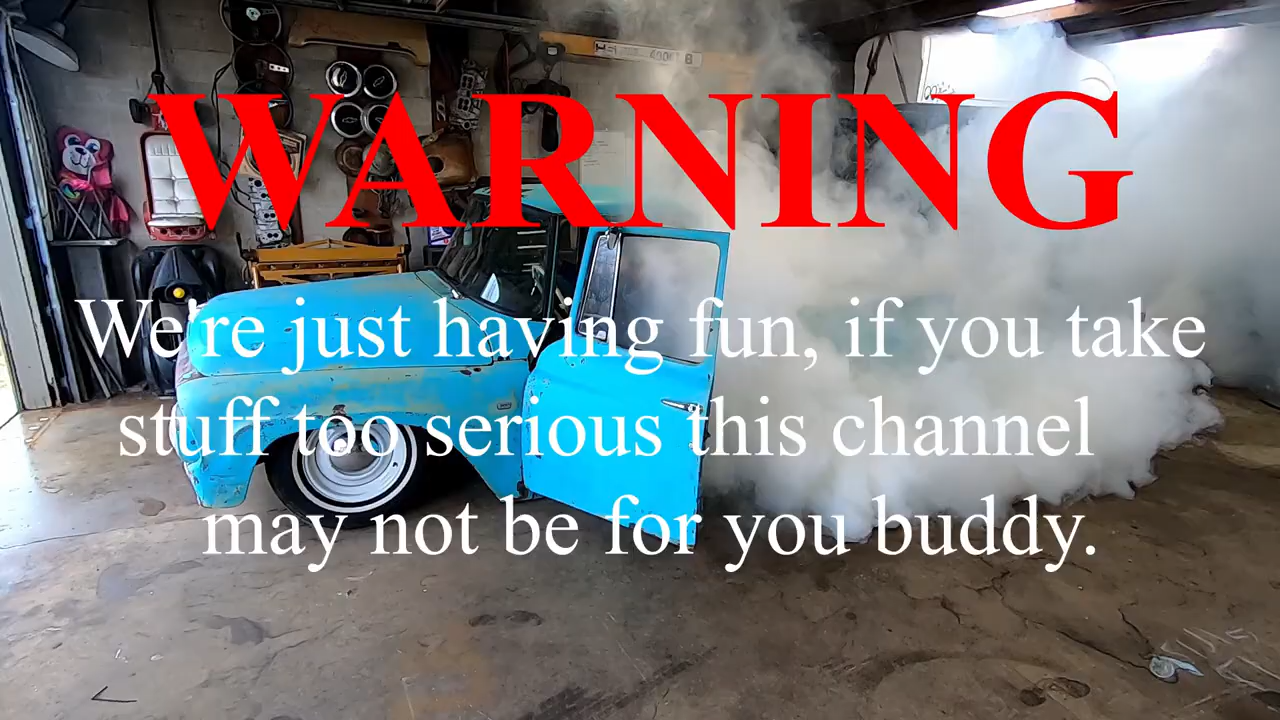 WARNING
We're just having fun, if you take
stuff too serious this channel
may not be for you buddy.